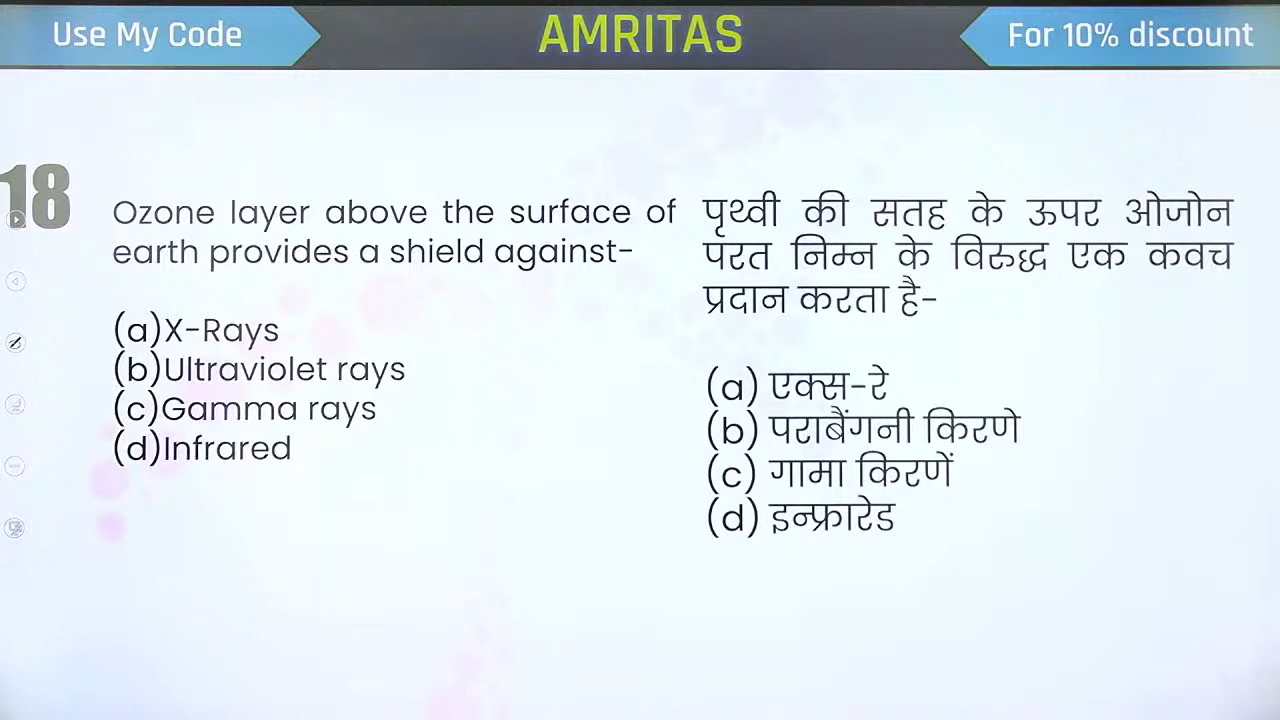 Use My Code
AMRITAS
For 10% discount
18
Ozone layer above the surface of
earth provides a shield against-
(a)X-Rays
(b)Ultraviolet rays
(c)Gamma rays
(d)Infrared
पृथ्वी की सतह के ऊपर ओजोन
परत निम्न के विरुद्ध एक कवच
प्रदान करता है-
(a) एक्स-रे
(b) पराबैंगनी किरणे
(c) गामा किरणें
(d) इन्फ्रारेड